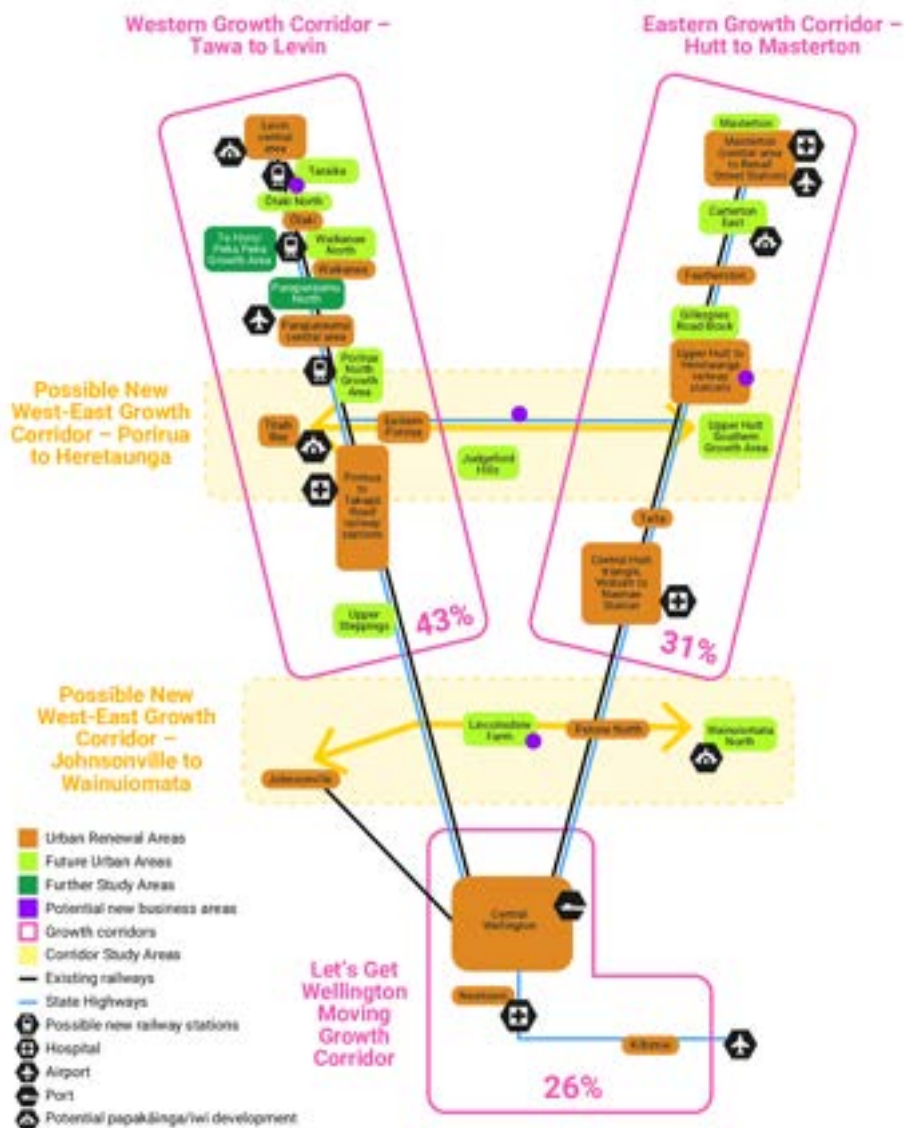 Western Growth Corridor –
Tawa to Levin
Eastern Growth Corridor –
Hutt to Masterton
Levin
central
area
Taraika
Ōtaki North
Ōtaki
Te Horo/
Peka Peka
Growth Area
Waikanae
North
Waikanae
Paraparaumu
North
Paraparaumu
central area
Porirua
North
Growth
Area
Masterton
Masterton
central area
to Renall
Street Stations
Carterton
East
Featherston
Gillespies
Road Block
Upper Hutt to
Heretaunga
railway
stations
Possible New
West-East Growth
Corridor – Porirua
to Heretaunga
Titahi
Bay
Eastern
Porirua
Judgeford
Hills
Upper Hutt
Southern
Growth Area
Porirua
to
Takapū
Road
railway
stations
Taita
Central Hutt
triangle,
to
Station
Upper
Stebbings
43%
31%
Possible New
West-East Growth
Corridor –
Johnsonville to
Wainuiomata
Lincolnshire
Farm
Petone North
Wainuiomata
North
Johnsonville
Urban Renewal Areas
Future Urban Areas
Further Study Areas
Potential new business areas
Growth corridors
Corridor Study Areas
Existing railways
State Highways
Possible new railway stations
Hospital
Airport
Port
Potential papakāinga/iwi development
Central
Wellington
Let's Get
Wellington
Moving
Growth
Corridor
Newtown
Kilbirnie
26%